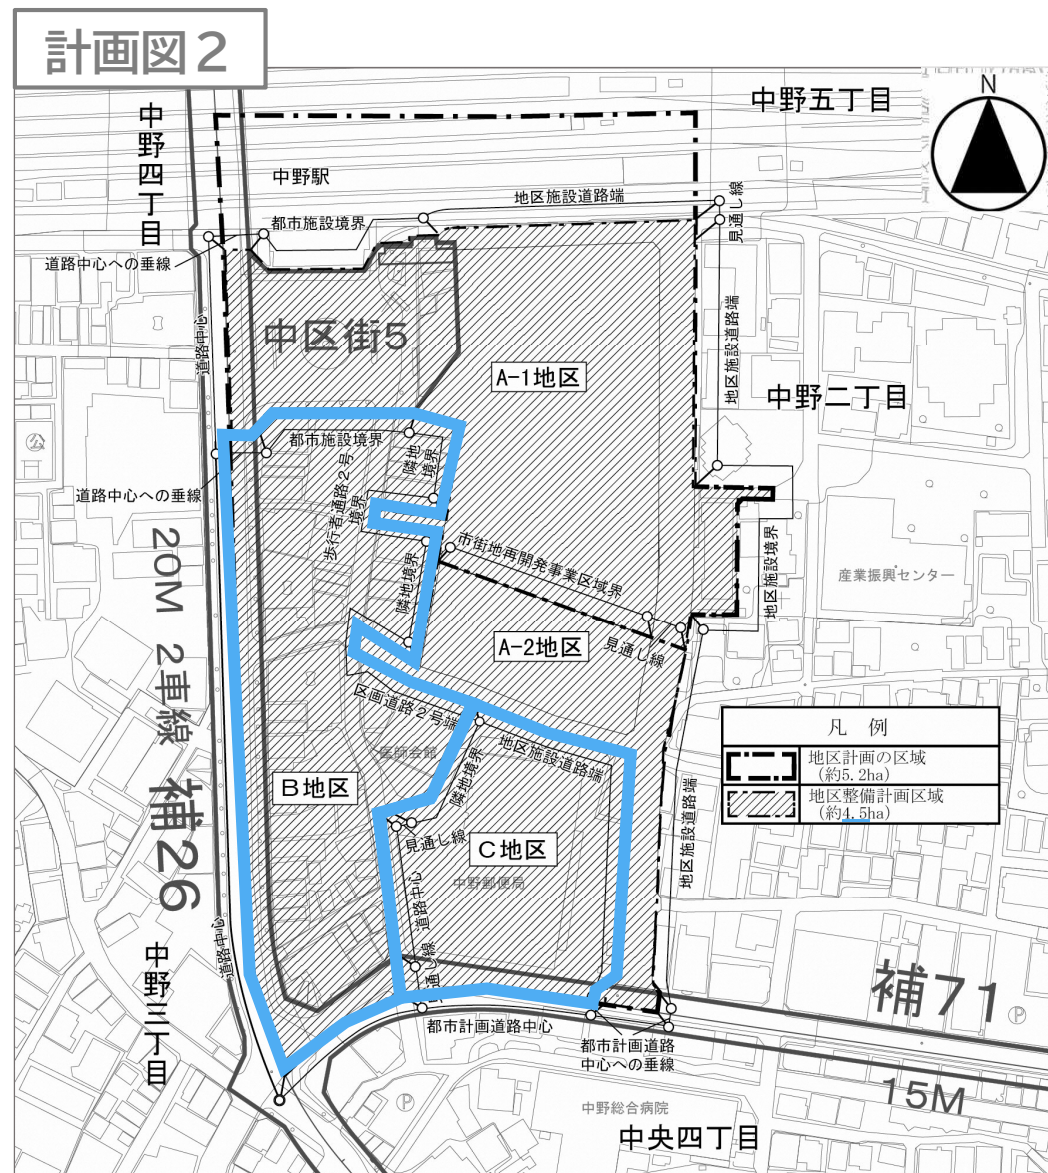 計画図2
中野四丁目
中野五丁目
N
中野駅
地区施設道路端
見通し線
都市施設境界
道路中心への垂線
道路中心
中区街5
A-1地区
地区施設道路端
中野二丁目
公
都市施設境界
隣地境界
道路中心への垂線
歩行者通路2号境界
20M 2車線 補26
市街地再開発事業区域界
地区施設境界
産業振興センター
隣地境界
A-2地区
見通し線
区画道路2号端
医師会館
地区施設道路端
凡 例
地区計画の区域
(約5.2ha)
地区整備計画区域
(約4.5ha)
B地区
隣地境界
見通し線
C地区
中野郵便局
地区施設道路端
道路中心
道路中心
見通し線
中野三丁目
補71
P
都市計画道路中心
都市計画道路
中心への垂線
15M
P
中野総合病院
中央四丁目